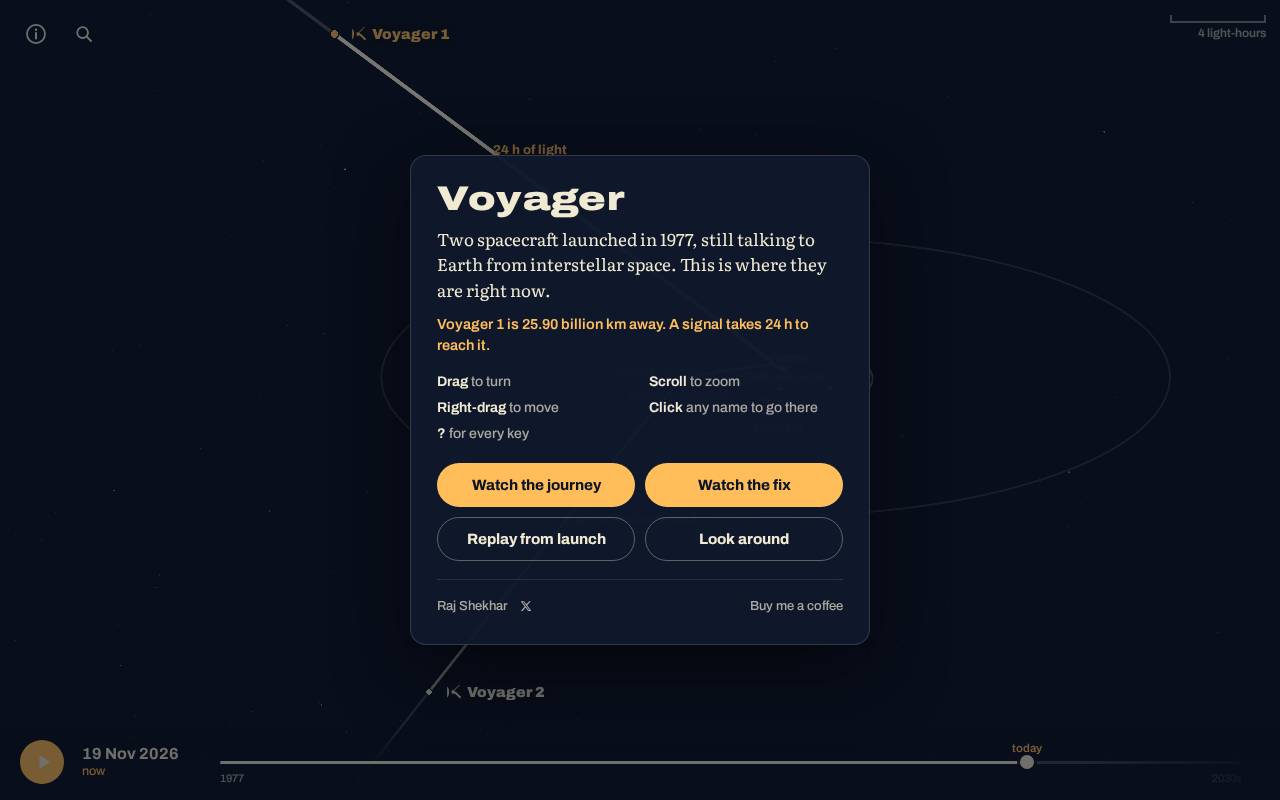 Voyager 1
4 light-hours
24 h of light
Voyager
Two spacecraft launched in 1977, still talking to
Earth from interstellar space. This is where they
are right now.
Voyager 1 is 25.90 billion km away. A signal takes 24 h to
reach it.
Drag to turn
Scroll to zoom
Right-drag to move
Click any name to go there
? for every key
Watch the journey
Watch the fix
Replay from launch
Look around
Raj Shekhar
Buy me a coffee
Voyager 2
19 Nov 2026
now
today
1977
2030s